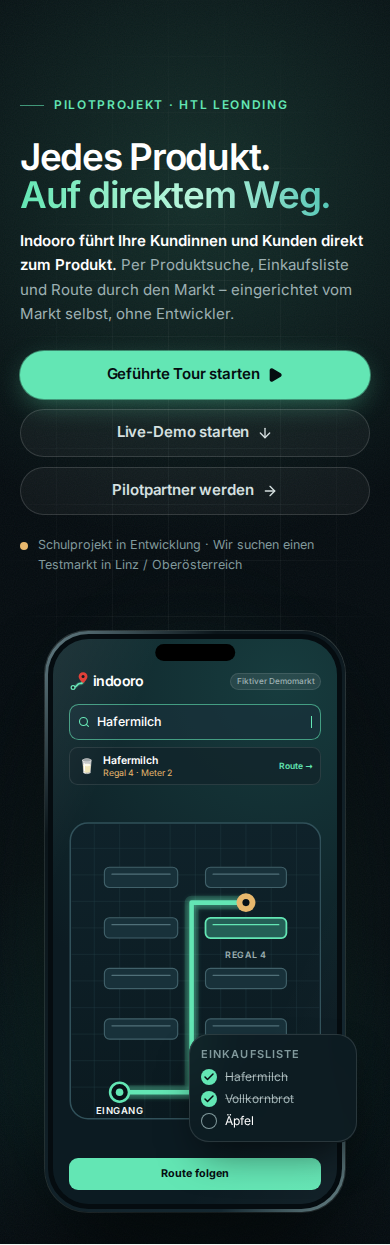 PILOTPROJEKT · HTL LEONDING
Jedes Produkt.
Auf direktem Weg.
Indooro führt Ihre Kundinnen und Kunden direkt
zum Produkt. Per Produktsuche, Einkaufsliste
und Route durch den Markt – eingerichtet vom
Markt selbst, ohne Entwickler.
Geführte Tour starten
Live-Demo starten ↓
Pilotpartner werden →
Schulprojekt in Entwicklung · Wir suchen einen
Testmarkt in Linz / Oberösterreich
indooro
Fiktiver Demomarkt
Hafermilch
Hafermilch
Regal 4 · Meter 2
Route →
REGAL 4
EINKAUFSLISTE
Hafermilch
Vollkornbrot
Äpfel
EINGANG
Route folgen